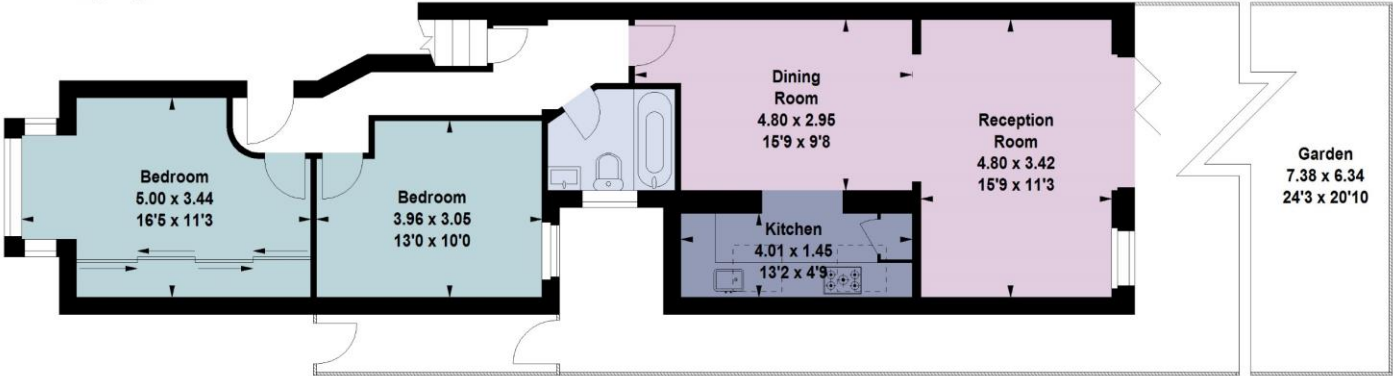 Bedroom
5.00 x 3.44
16'5 x 11'3
Bedroom
3.96 x 3.05
13'0 x 10'0
Dining
Room
4.80 x 2.95
15'9 x 9'8
Kitchen
4.01 x 1.45
13'2 x 4'9
Reception
Room
4.80 x 3.42
15'9 x 11'3
Garden
7.38 x 6.34
24'3 x 20'10